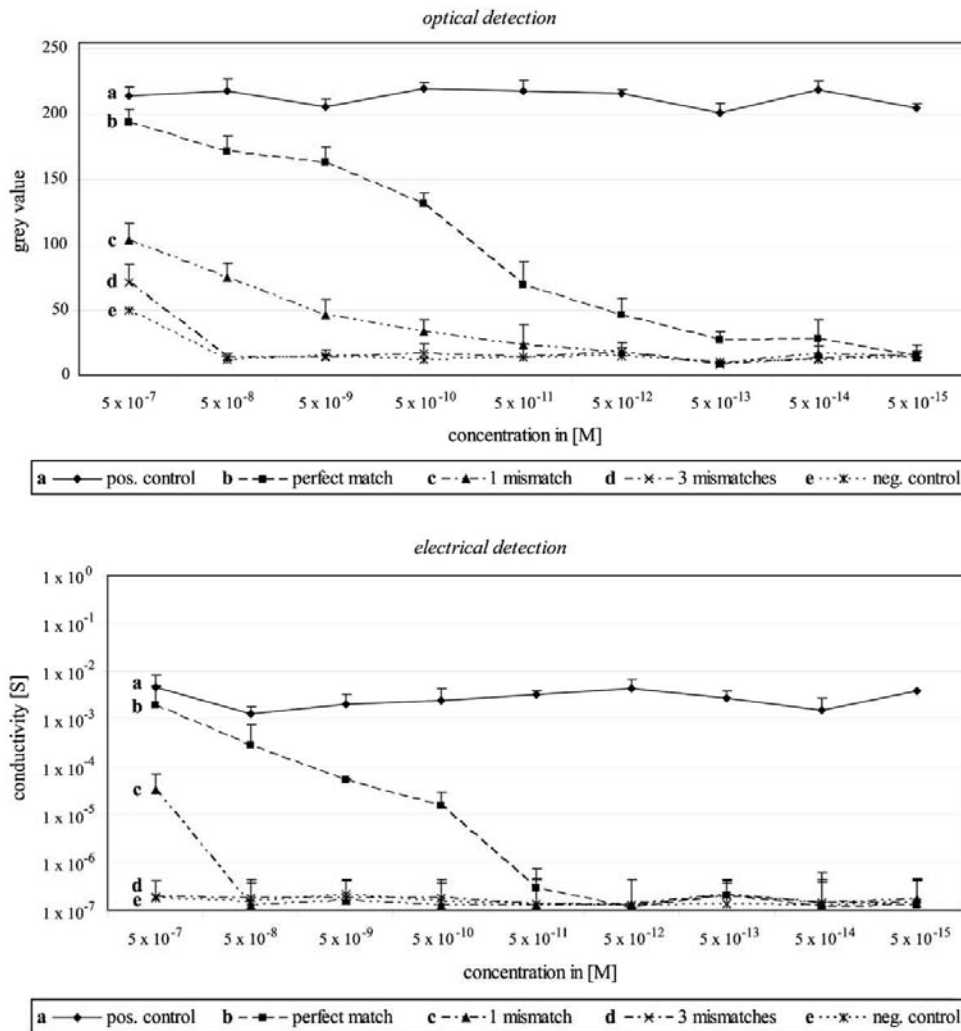 optical detection
250
200
150
100
50
0
grey value
a
b
c
d
e
5 x 10⁻⁷ 5 x 10⁻⁸ 5 x 10⁻⁹ 5 x 10⁻¹⁰ 5 x 10⁻¹¹ 5 x 10⁻¹² 5 x 10⁻¹³ 5 x 10⁻¹⁴ 5 x 10⁻¹⁵
concentration in [M]
a pos. control b perfect match c 1 mismatch d 3 mismatches e neg. control
electrical detection
1 x 10⁰
1 x 10⁻¹
1 x 10⁻²
1 x 10⁻³
1 x 10⁻⁴
1 x 10⁻⁵
1 x 10⁻⁶
1 x 10⁻⁷
conductivity [S]
a
b
c
d
e
5 x 10⁻⁷ 5 x 10⁻⁸ 5 x 10⁻⁹ 5 x 10⁻¹⁰ 5 x 10⁻¹¹ 5 x 10⁻¹² 5 x 10⁻¹³ 5 x 10⁻¹⁴ 5 x 10⁻¹⁵
concentration in [M]
a pos. control b perfect match c 1 mismatch d 3 mismatches e neg. control